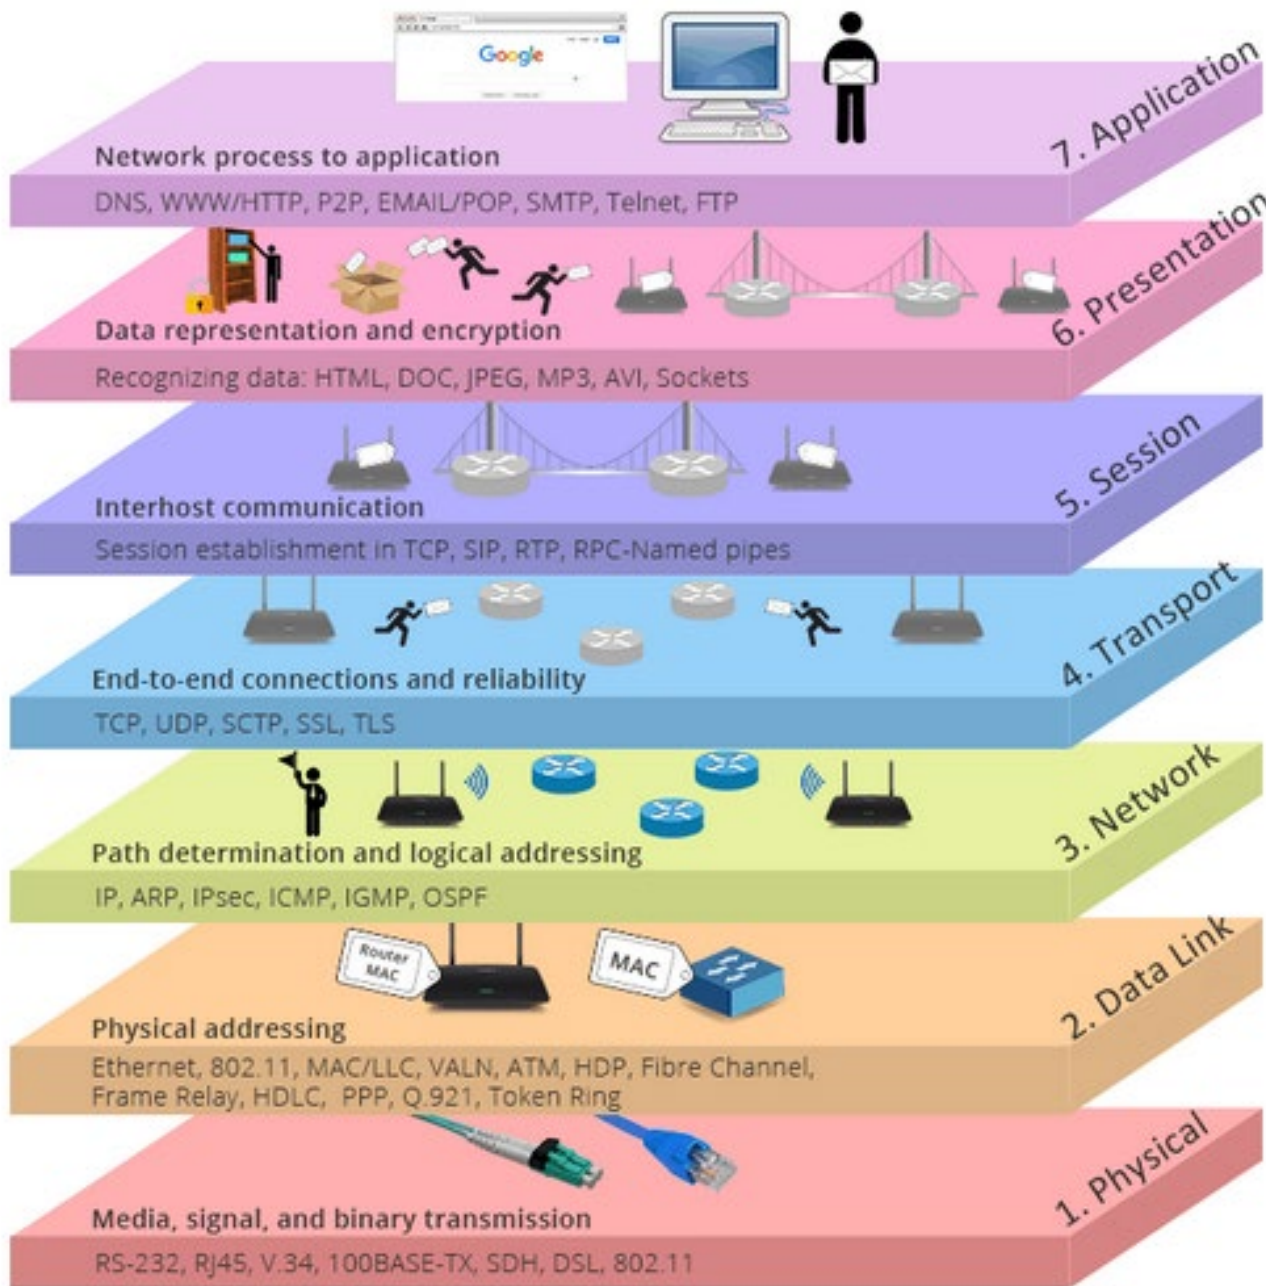 Google
7. Application
Network process to application
DNS, WWW/HTTP, P2P, EMAIL/POP, SMTP, Telnet, FTP
6. Presentation
Data representation and encryption
Recognizing data: HTML, DOC, JPEG, MP3, AVI, Sockets
5. Session
Interhost communication
Session establishment in TCP, SIP, RTP, RPC-Named pipes
4. Transport
End-to-end connections and reliability
TCP, UDP, SCTP, SSL, TLS
3. Network
Path determination and logical addressing
IP, ARP, IPsec, ICMP, IGMP, OSPF
2. Data Link
Router
MAC
MAC
Physical addressing
Ethernet, 802.11, MAC/LLC, VALN, ATM, HDP, Fibre Channel,
Frame Relay, HDLC, PPP, Q.921, Token Ring
1. Physical
Media, signal, and binary transmission
RS-232, RJ45, V.34, 100BASE-TX, SDH, DSL, 802.11